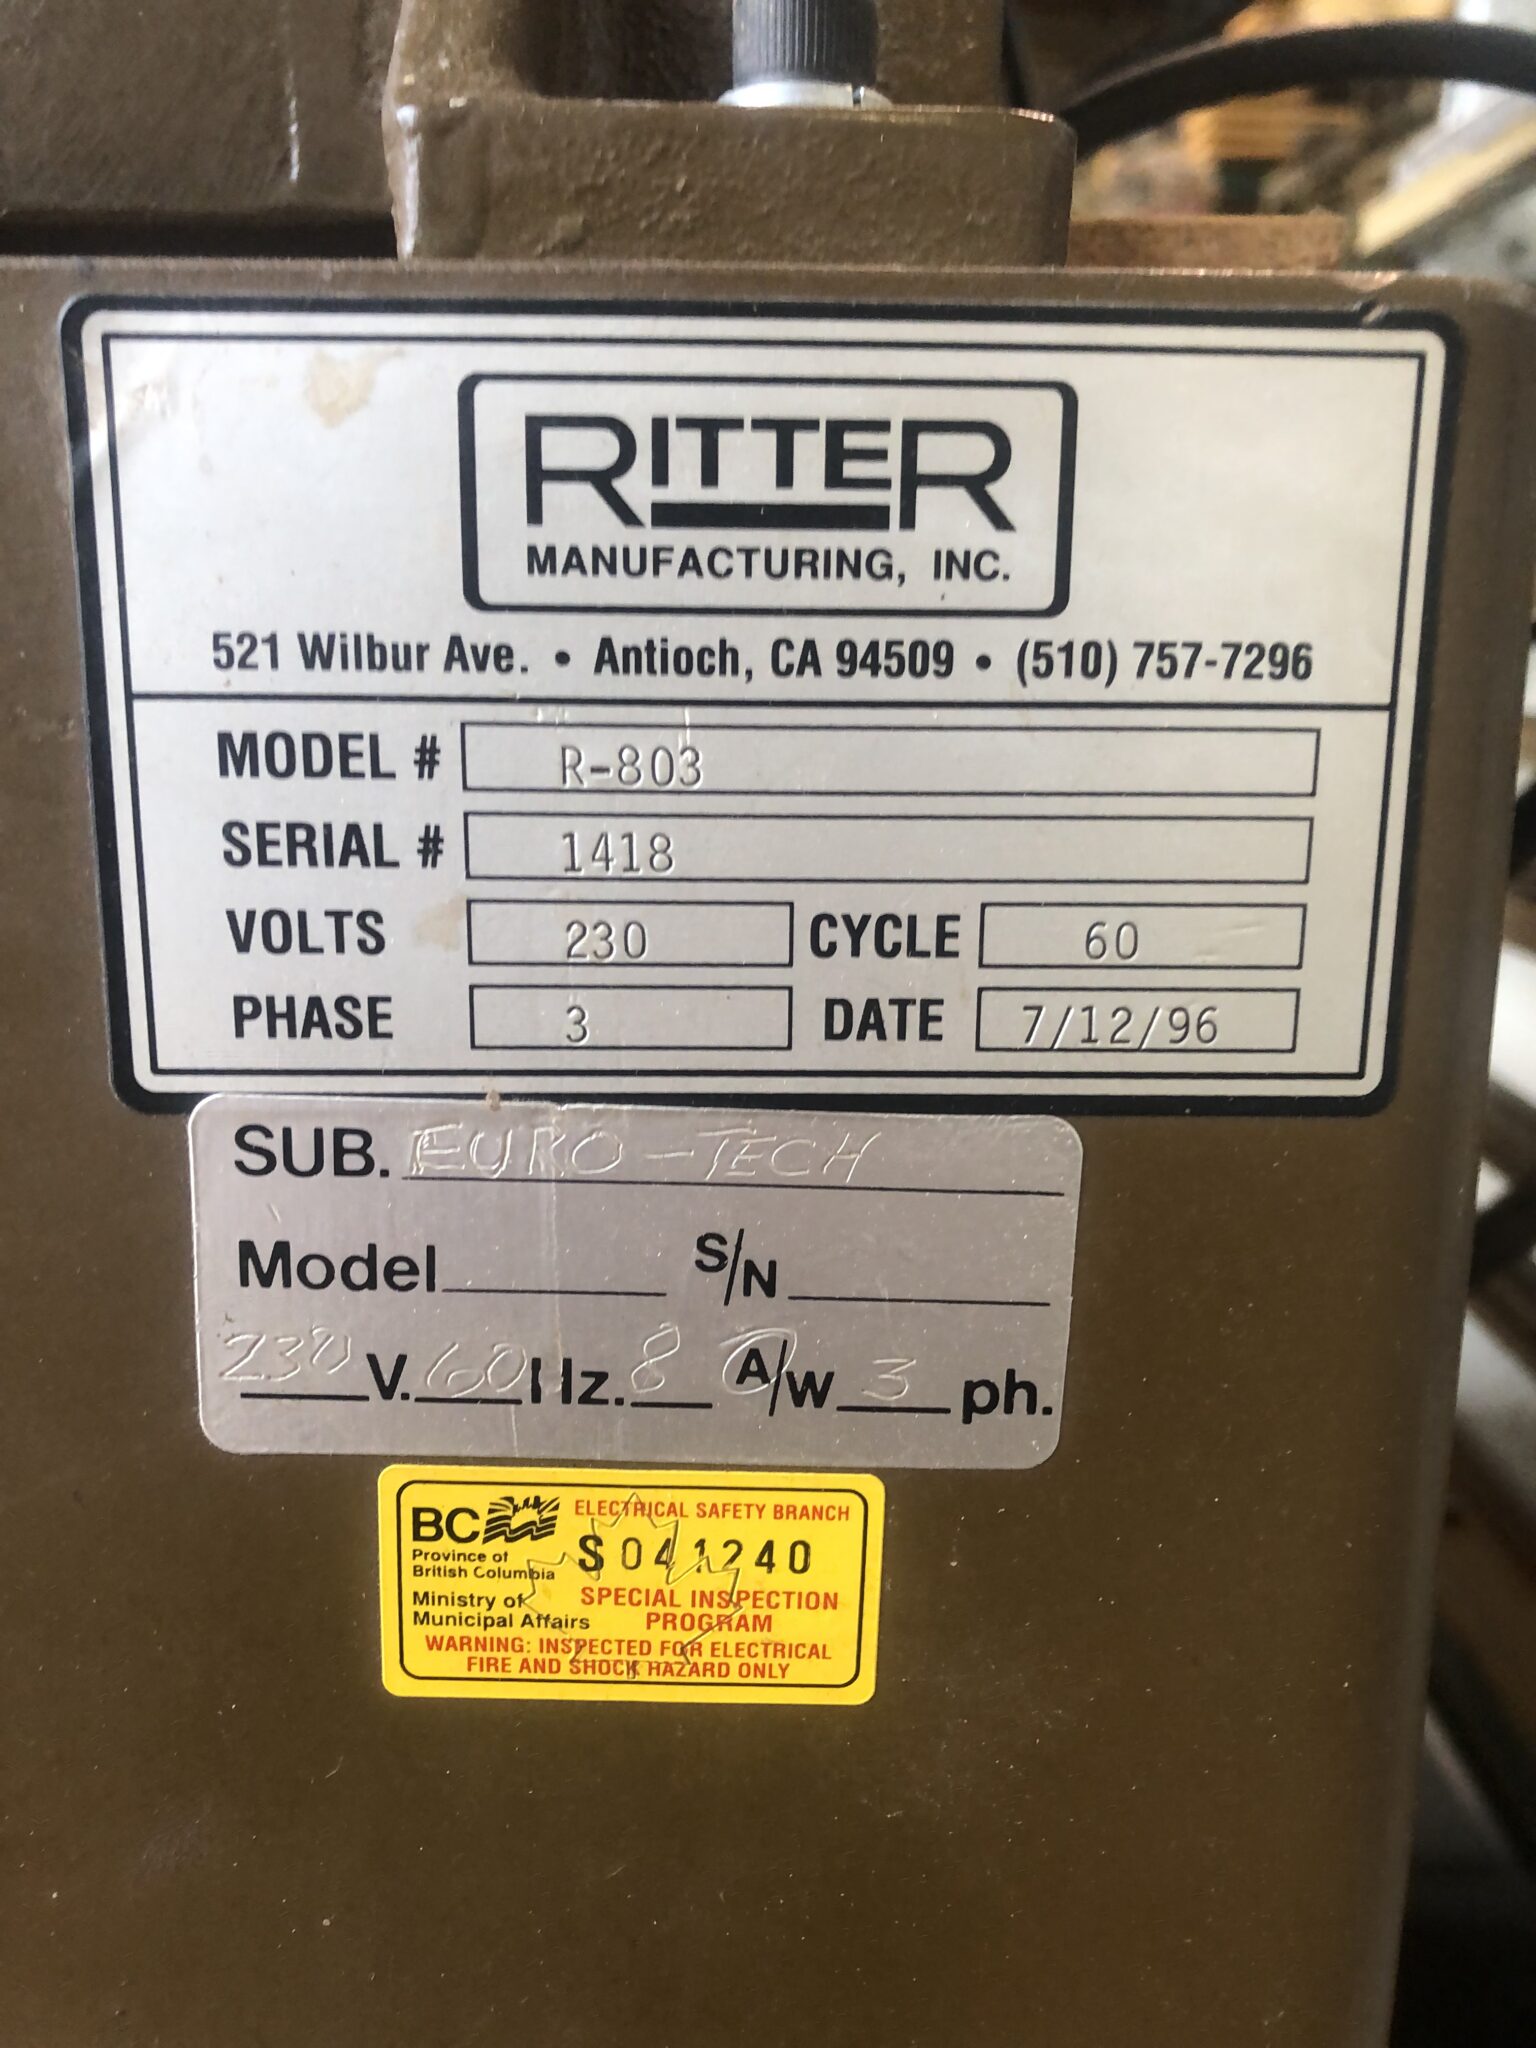 RITTER
MANUFACTURING, INC.
521 Wilbur Ave. • Antioch, CA 94509 • (510) 757-7296
MODEL # R-803
SERIAL # 1418
VOLTS 230 CYCLE 60
PHASE 3 DATE 7/12/96
SUB. EURO-TECH
Model S/N
230 V. 60 Hz. 8 A/W 3 ph.
BC ELECTRICAL SAFETY BRANCH
Province of
British Columbia
S 041240
Ministry of
Municipal Affairs
SPECIAL INSPECTION
PROGRAM
WARNING: INSPECTED FOR ELECTRICAL
FIRE AND SHOCK HAZARD ONLY